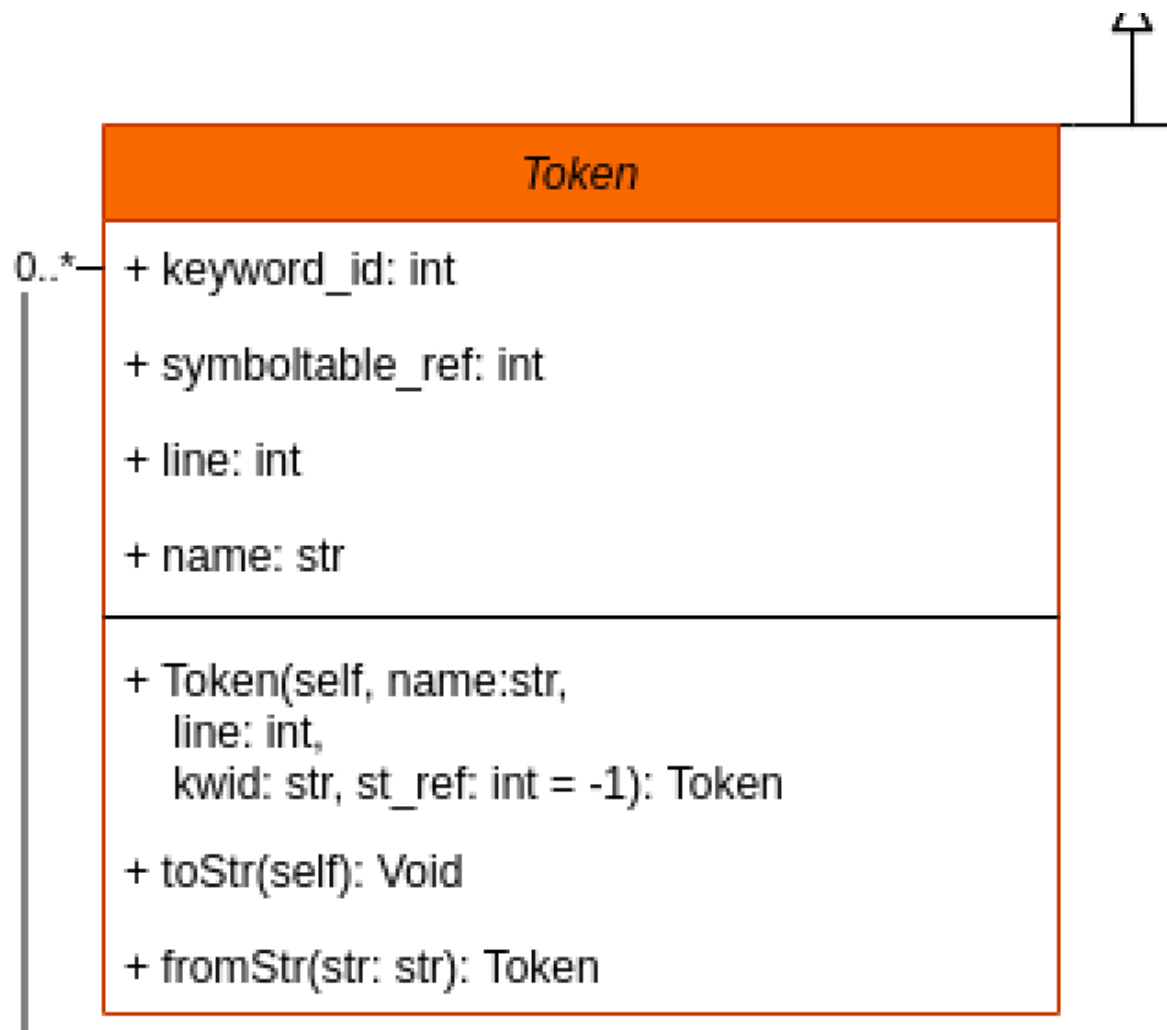 Token
0..*
+ keyword_id: int
+ symboltable_ref: int
+ line: int
+ name: str
+ Token(self, name:str,
line: int,
kwid: str, st_ref: int = -1): Token
+ toStr(self): Void
+ fromStr(str: str): Token